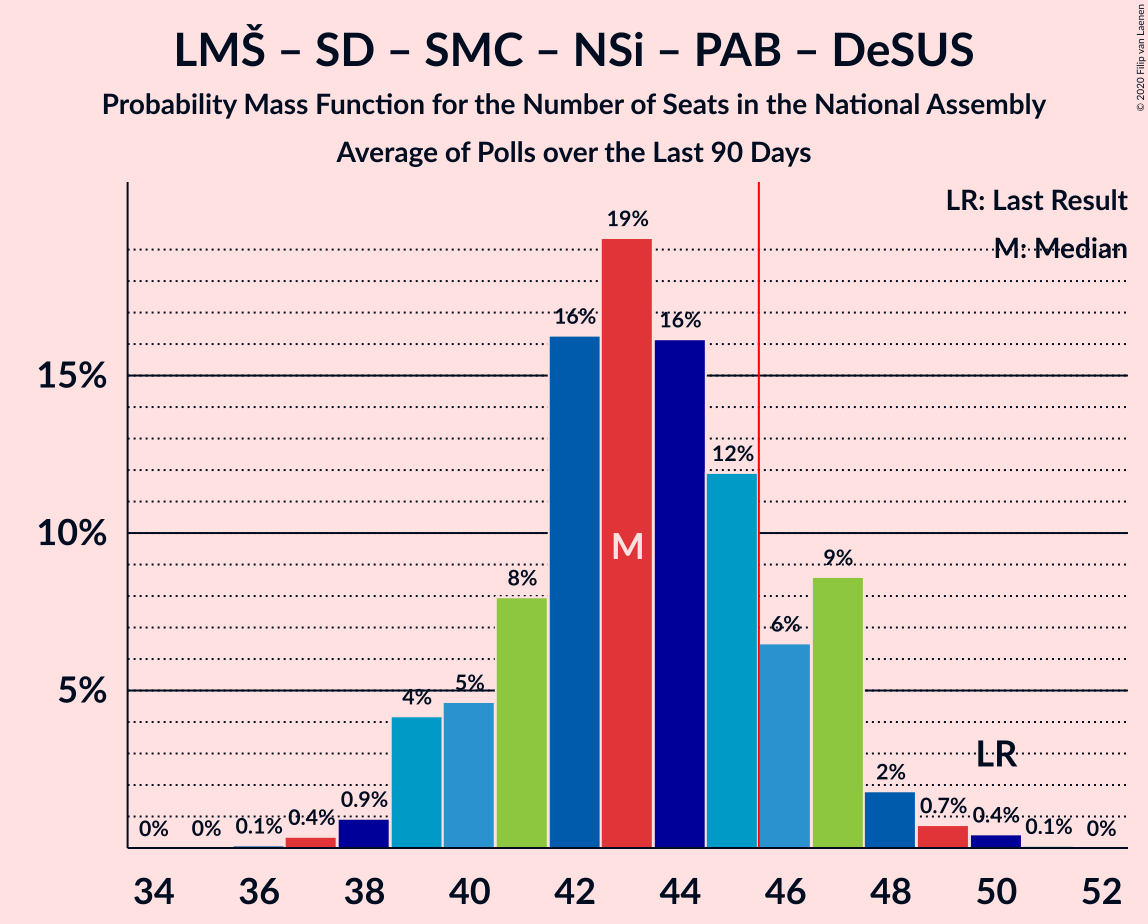 LMŠ – SD – SMC – NSi – PAB – DeSUS
Probability Mass Function for the Number of Seats in the National Assembly
Average of Polls over the Last 90 Days
© 2020 Filip van Laenen
LR: Last Result
M: Median
15%
10%
5%
0%
0%
0.1%
0.4%
0.9%
4%
5%
8%
16%
19%
16%
12%
6%
9%
2%
0.7%
0.4%
0.1%
0%
M
LR
34 36 38 40 42 44 46 48 50 52